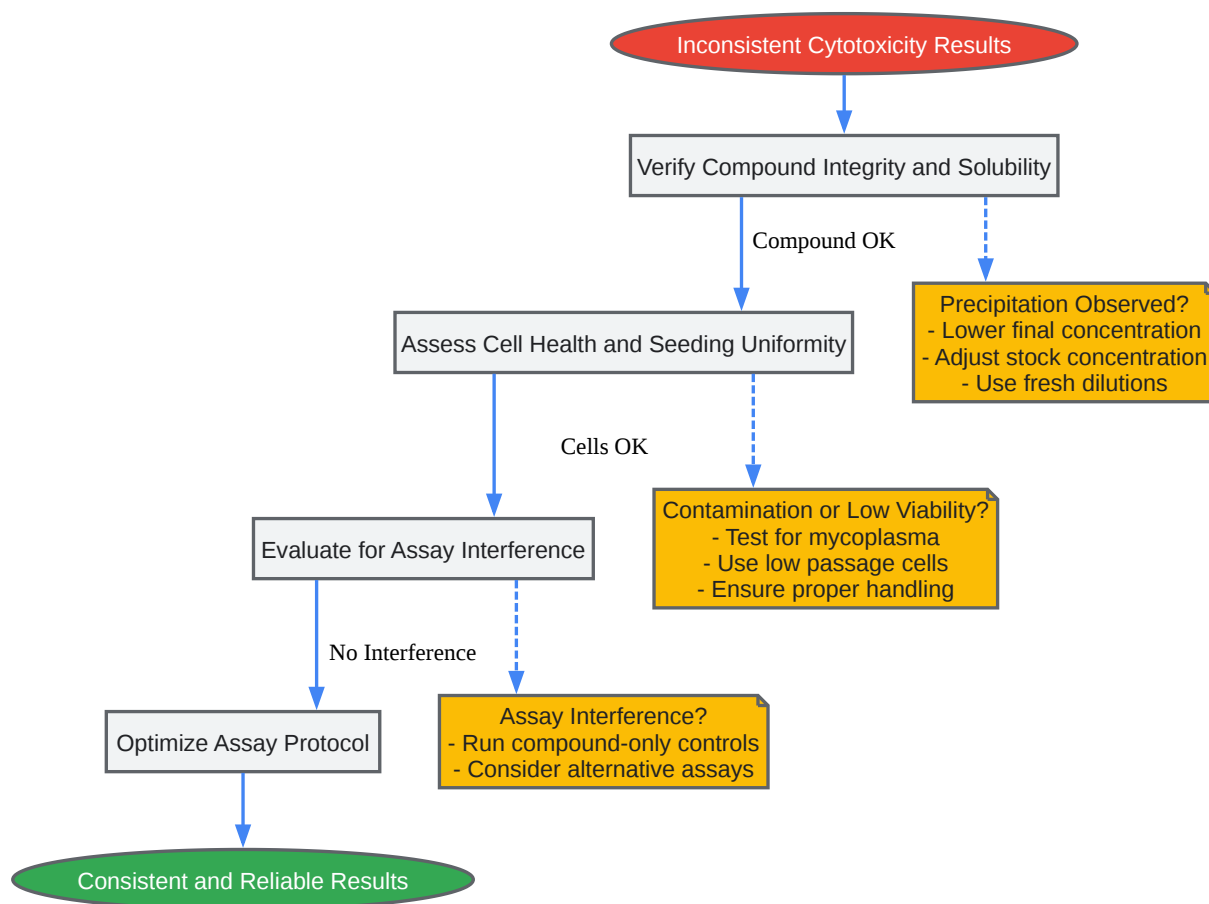 Inconsistent Cytotoxicity Results
Verify Compound Integrity and Solubility
Compound OK
Precipitation Observed?
- Lower final concentration
- Adjust stock concentration
- Use fresh dilutions
Assess Cell Health and Seeding Uniformity
Cells OK
Contamination or Low Viability?
- Test for mycoplasma
- Use low passage cells
- Ensure proper handling
Evaluate for Assay Interference
No Interference
Assay Interference?
- Run compound-only controls
- Consider alternative assays
Optimize Assay Protocol
Consistent and Reliable Results